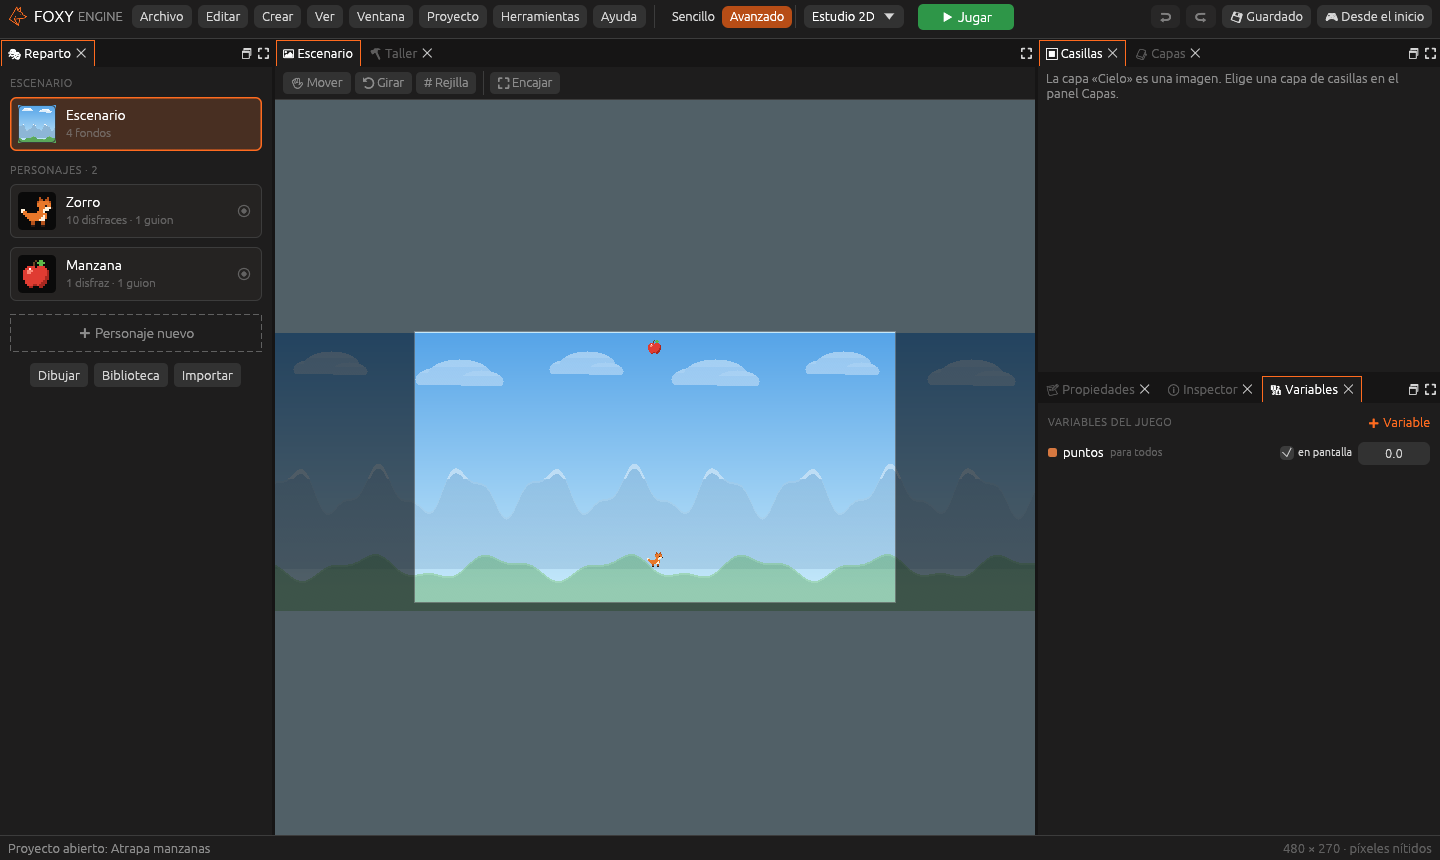 FOXY ENGINE
Archivo
Editar
Crear
Ver
Ventana
Proyecto
Herramientas
Ayuda
Sencillo
Avanzado
Estudio 2D
Jugar
Guardado
Desde el inicio
Reparto
ESCENARIO
Escenario
4 fondos
PERSONAJES · 2
Zorro
10 disfraces · 1 guion
Manzana
1 disfraz · 1 guion
+ Personaje nuevo
Dibujar
Biblioteca
Importar
Escenario
Taller
Mover
Girar
# Rejilla
Encajar
Casillas
Capas
La capa «Cielo» es una imagen. Elige una capa de casillas en el
panel Capas.
Propiedades
Inspector
Variables
VARIABLES DEL JUEGO
+ Variable
puntos para todos
en pantalla
0.0
Proyecto abierto: Atrapa manzanas
480 × 270 · píxeles nítidos